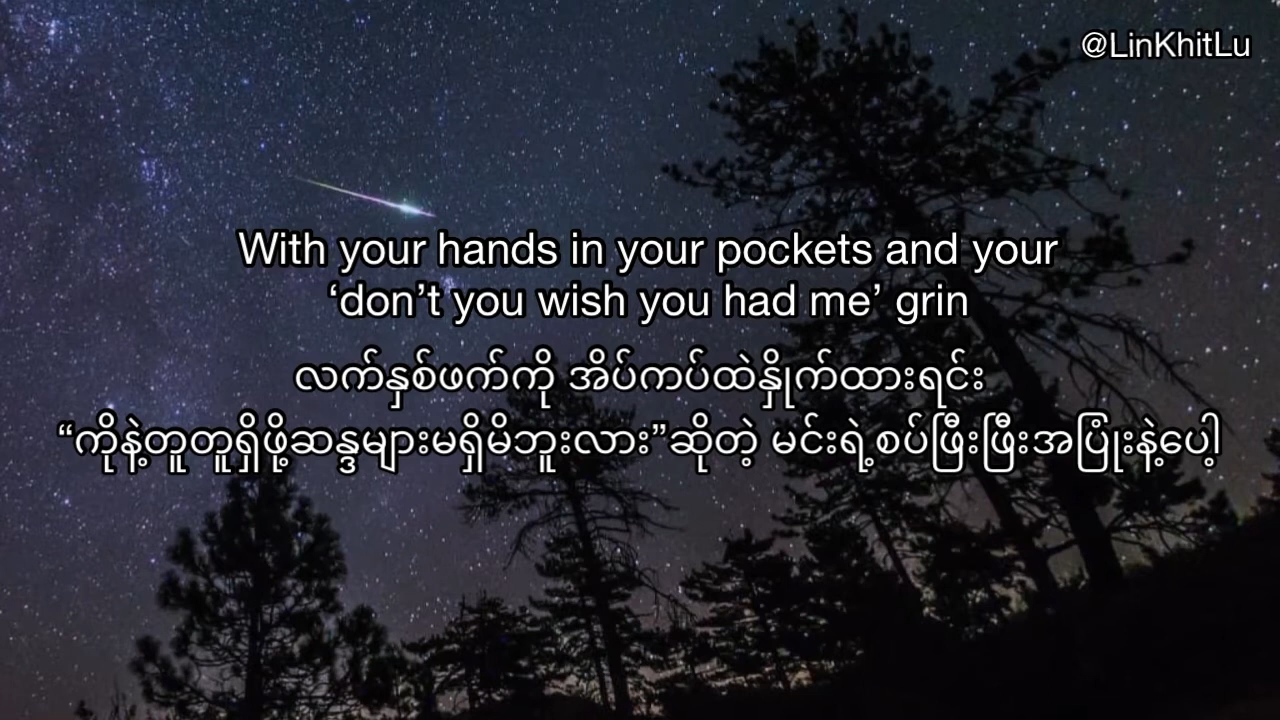 @LinKhitLu
With your hands in your pockets and your
‘don’t you wish you had me’ grin
လက်နှစ်ဖက်ကို အိပ်ကပ်ထဲနှိုက်ထားရင်း
“ကိုနဲ့တူတူရှိဖို့ဆန္ဒများမရှိမိဘူးလား”ဆိုတဲ့ မင်းရဲ့စပ်ဖြီးဖြီးအပြုံးနဲ့ပေါ့